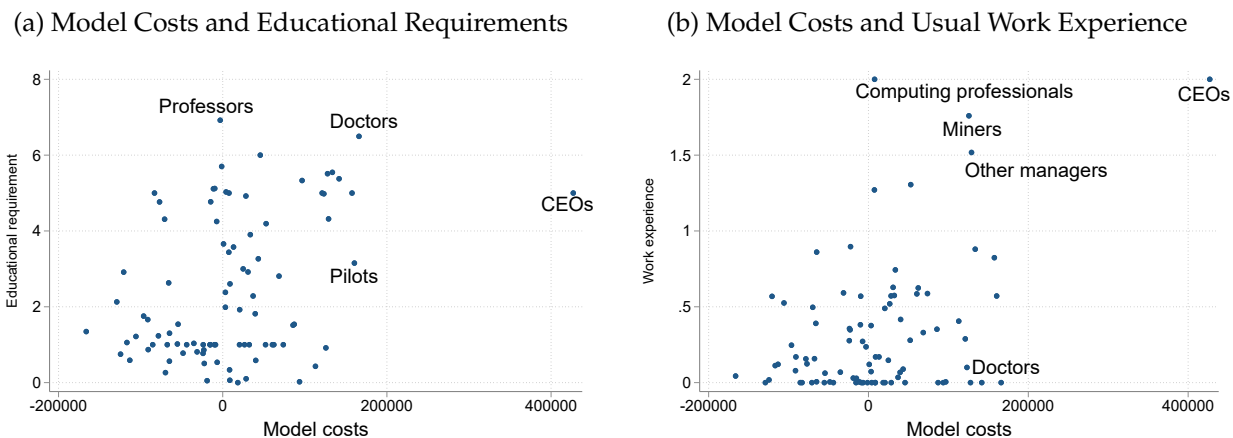 (a) Model Costs and Educational Requirements
8
6
4
2
0
Educational requirement
Professors
Doctors
CEOs
Pilots
-200000 0 200000 400000
Model costs
(b) Model Costs and Usual Work Experience
2
1.5
1
.5
0
Work experience
Computing professionals
CEOs
Miners
Other managers
Doctors
-200000 0 200000 400000
Model costs